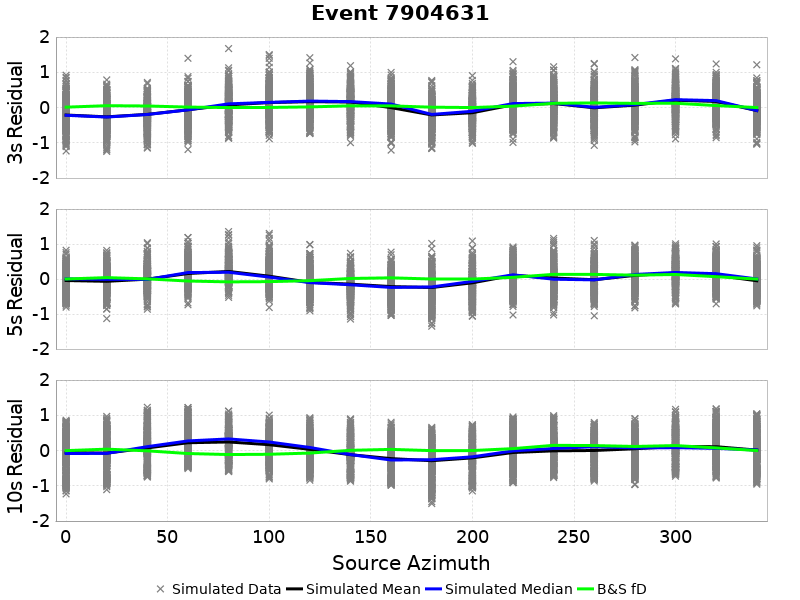 Event 7904631
3s Residual
2
1
0
-1
-2
5s Residual
2
1
0
-1
-2
10s Residual
2
1
0
-1
-2
0 50 100 150 200 250 300
Source Azimuth
Simulated Data Simulated Mean Simulated Median B&S fD